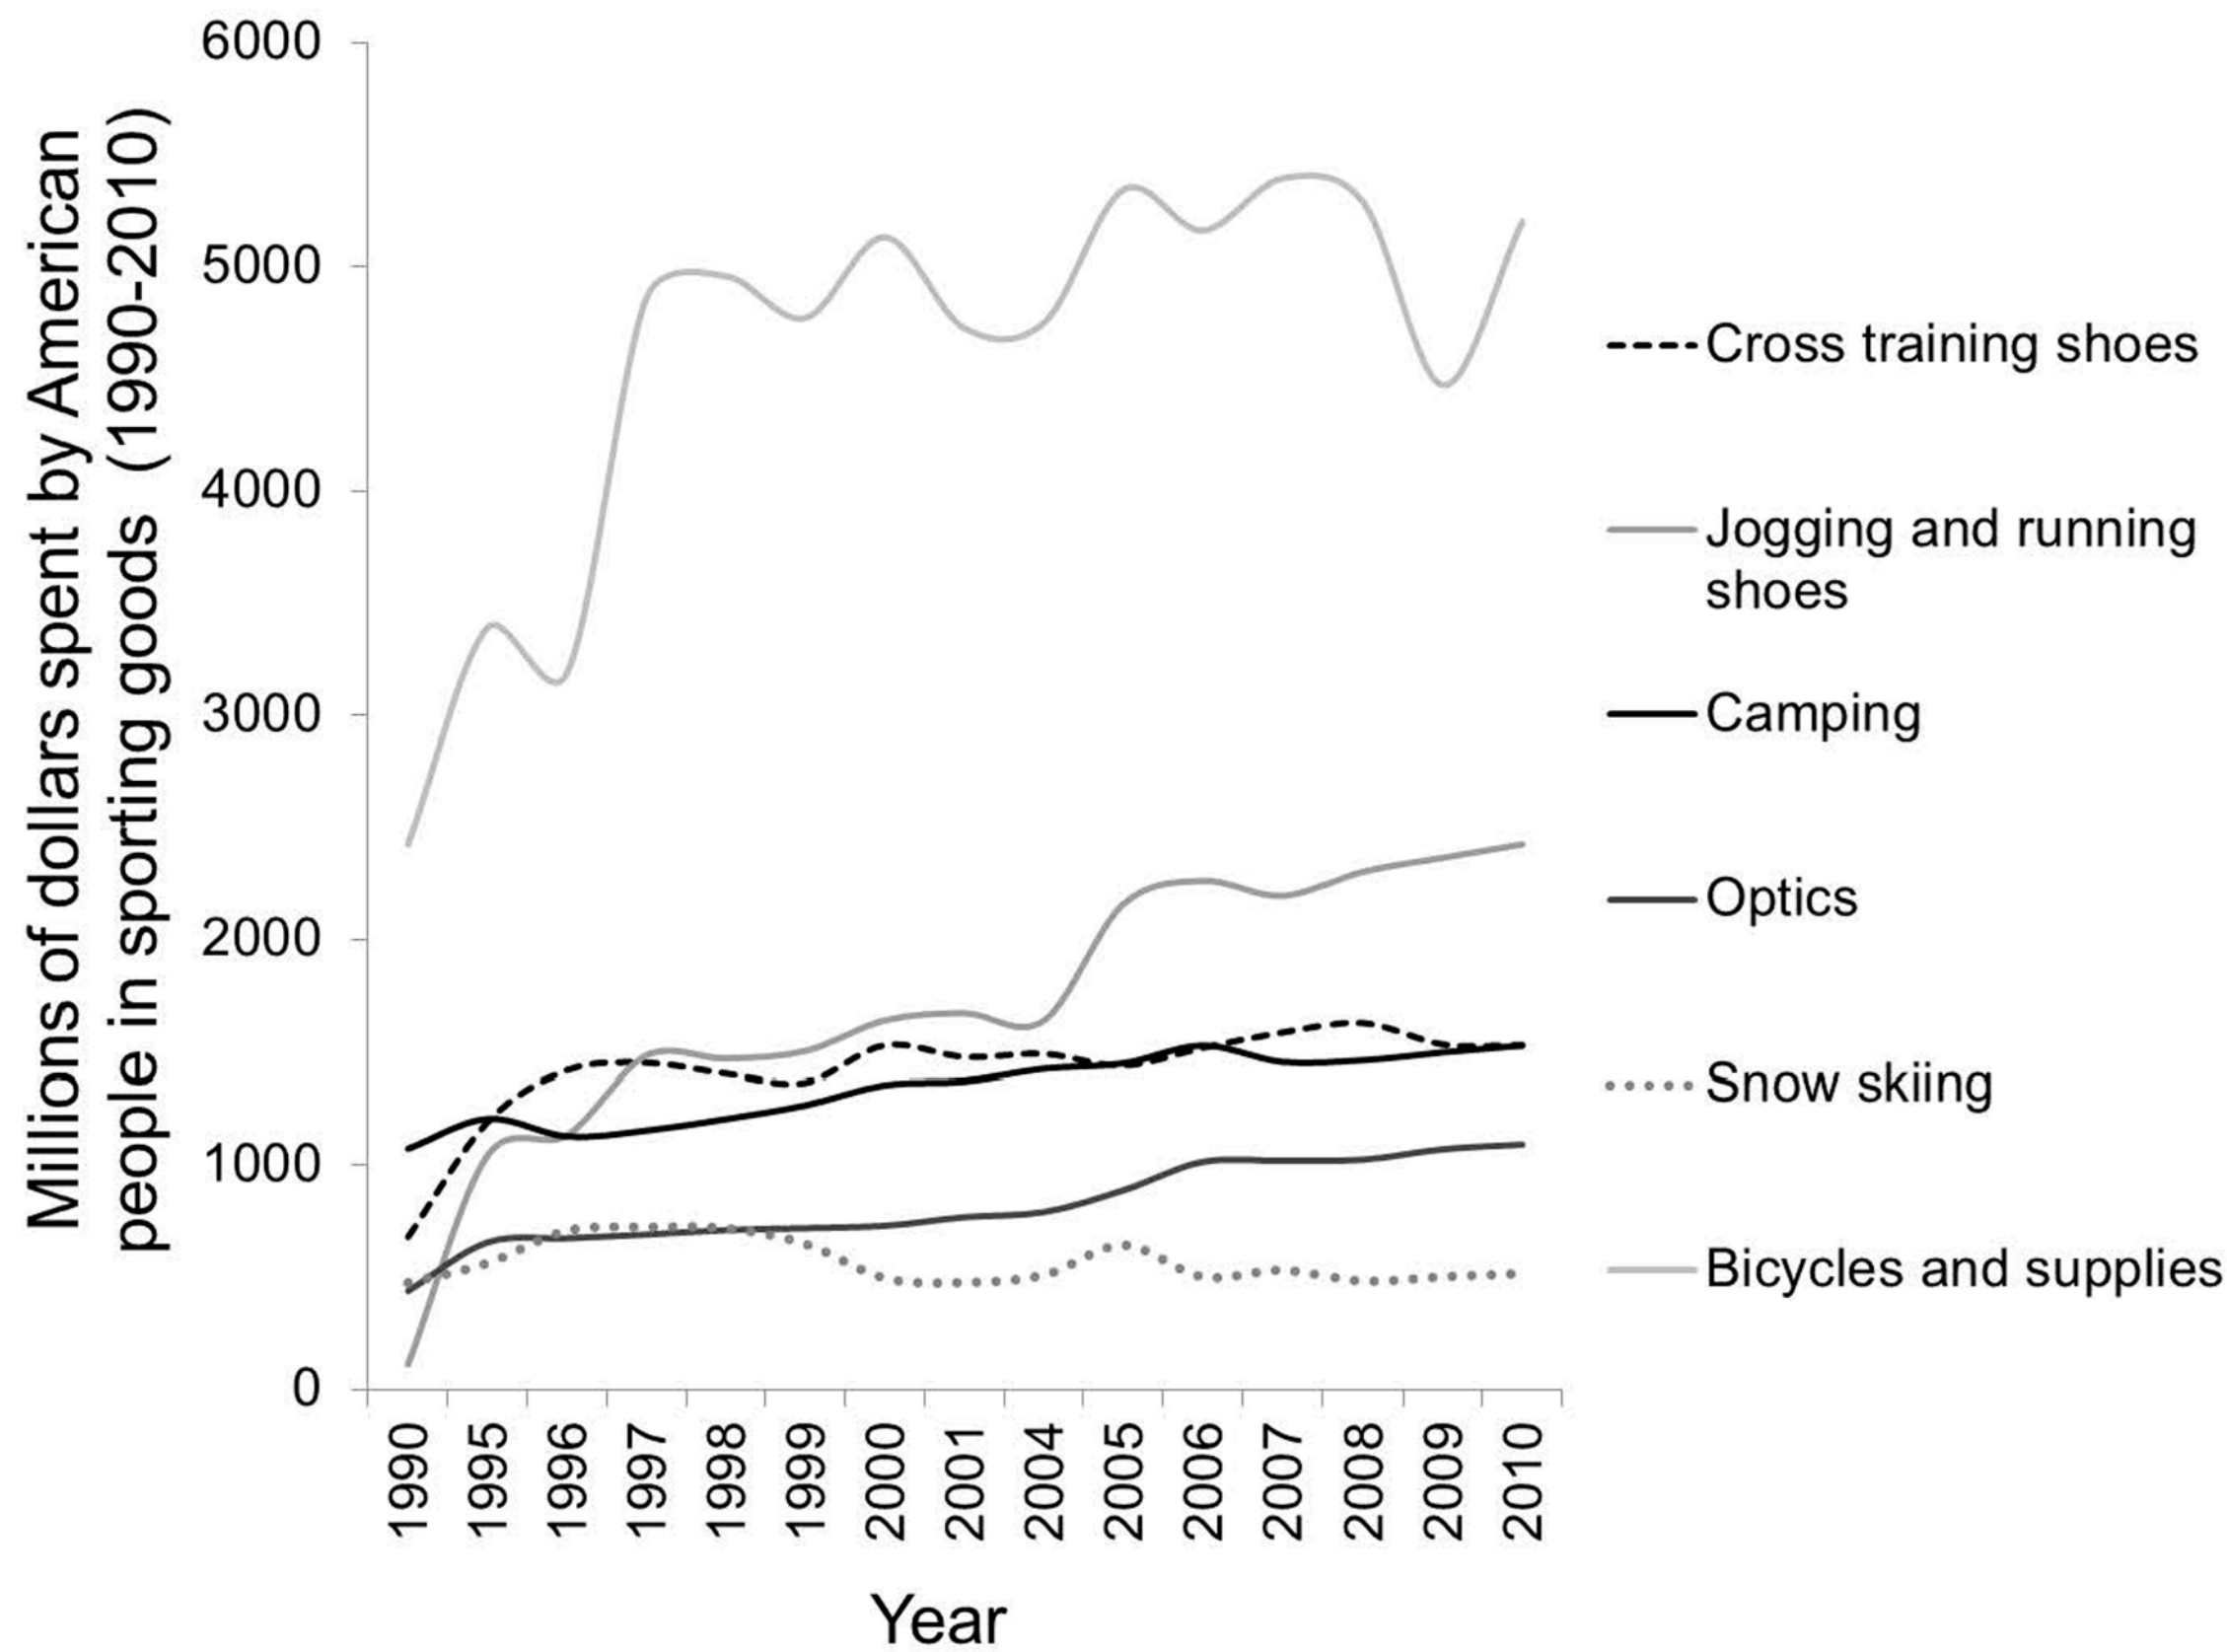 Millions of dollars spent by American
people in sporting goods (1990-2010)
6000
5000
4000
3000
2000
1000
0
1990
1995
1996
1997
1998
1999
2000
2001
2004
2005
2006
2007
2008
2009
2010
Year
Cross training shoes
Jogging and running
shoes
Camping
Optics
Snow skiing
Bicycles and supplies